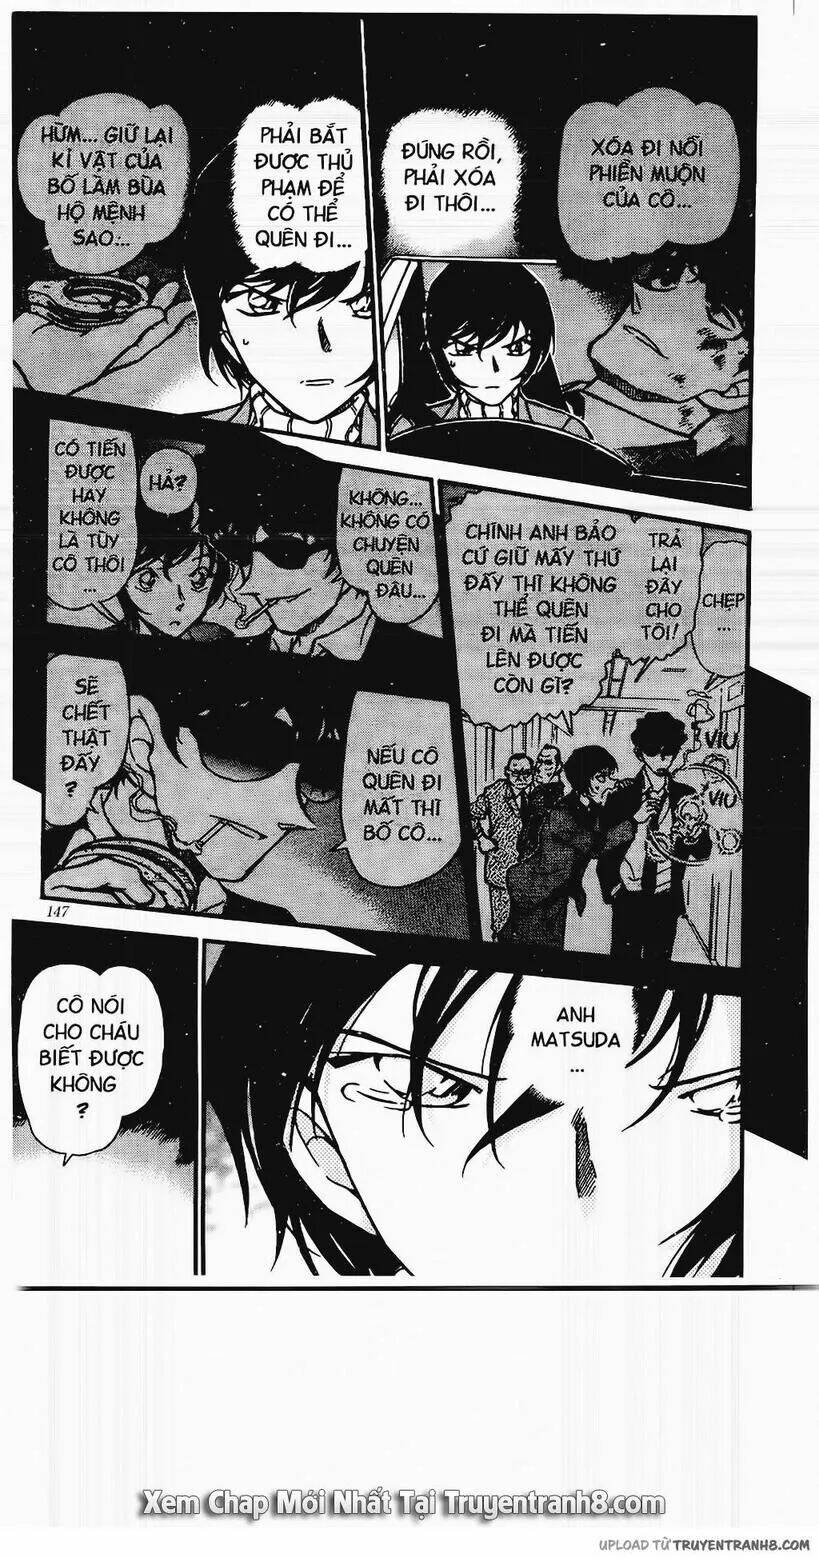 XÓA ĐI NỖI
PHIỀN MUỘN
CỦA CÔ...
ĐÚNG RỒI,
PHẢI XÓA
ĐI THÔI...
PHẢI BẮT
ĐƯỢC THỦ
PHẠM ĐỂ
CÓ THỂ
QUÊN ĐI...
HỪM... GIỮ LẠI
KỈ VẬT CỦA
BỐ LÀM BÙA
HỘ MỆNH
SAO...
CHẸP
...
TRẢ
LẠI
ĐÂY
CHO
TÔI!
CHÍNH ANH BẢO
CỨ GIỮ MẤY THỨ
ĐẤY THÌ KHÔNG
THỂ QUÊN
ĐI MÀ TIẾN
LÊN ĐƯỢC
CÒN GÌ?
VÍU
VÍU
KHÔNG...
KHÔNG CÓ
CHUYỆN
QUÊN
ĐÂU...
HẢ?
CÓ TIẾN
ĐƯỢC
HAY
KHÔNG
LÀ TÙY
CÔ THÔI
...
NẾU CÔ
QUÊN ĐI
MẤT THÌ
BỐ CÔ...
SẼ
CHẾT
THẬT
ĐẤY
?
147
ANH
MATSUDA
...
CÔ NÓI
CHO CHÁU
BIẾT ĐƯỢC
KHÔNG
?
Xem Chap Mới Nhất Tại Truyentranh8.com
UPLOAD TỪ TRUYENTRANH8.COM